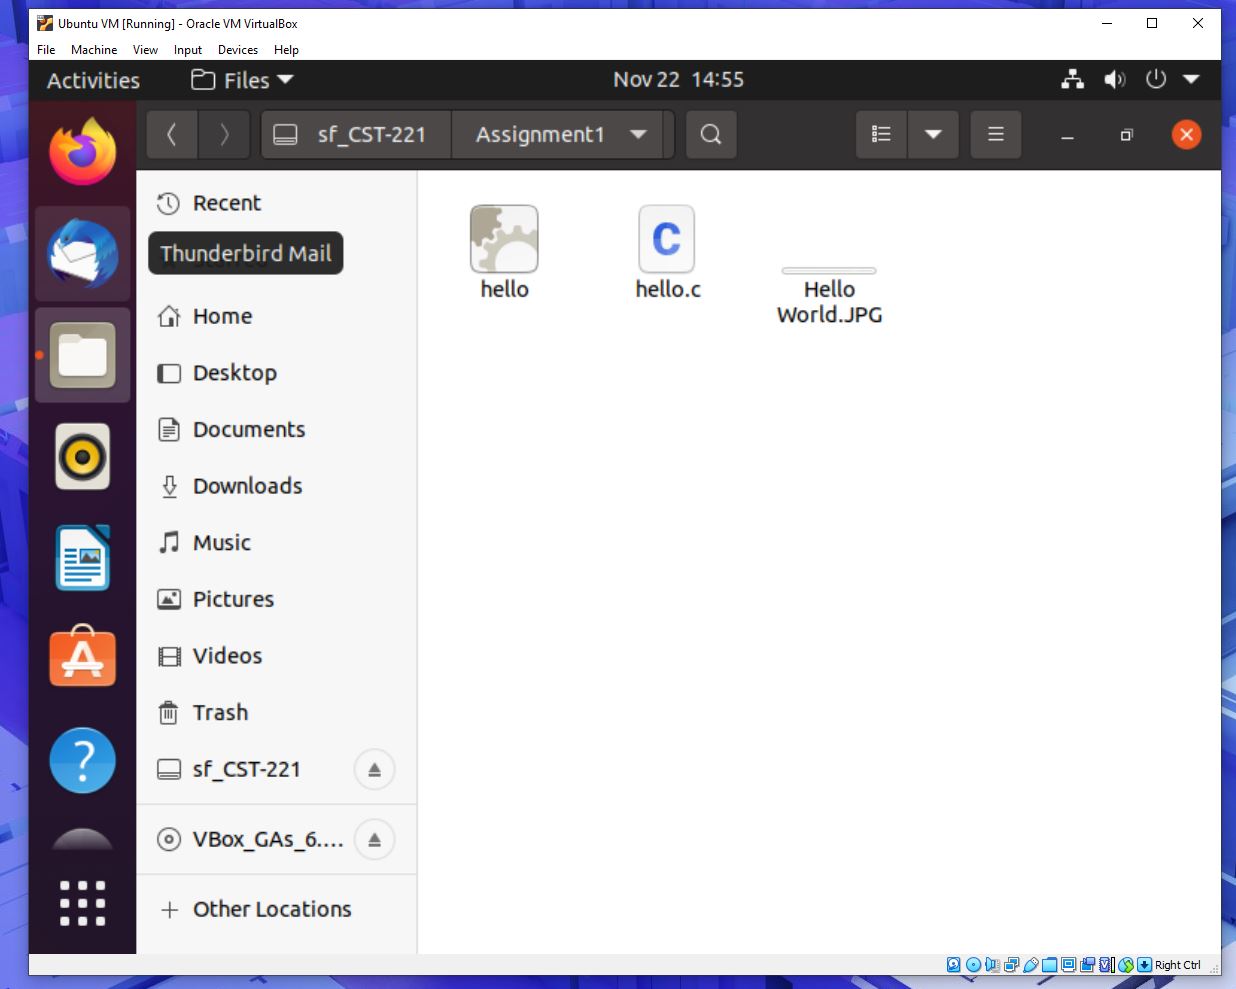 Ubuntu VM [Running] - Oracle VM VirtualBox
File Machine View Input Devices Help
Activities Files Nov 22 14:55
sf_CST-221 Assignment1
Recent
Thunderbird Mail
Home
Desktop
Documents
Downloads
Music
Pictures
Videos
Trash
sf_CST-221
VBox_GAs_6....
Other Locations
hello
hello.c
Hello
World.JPG
Right Ctrl